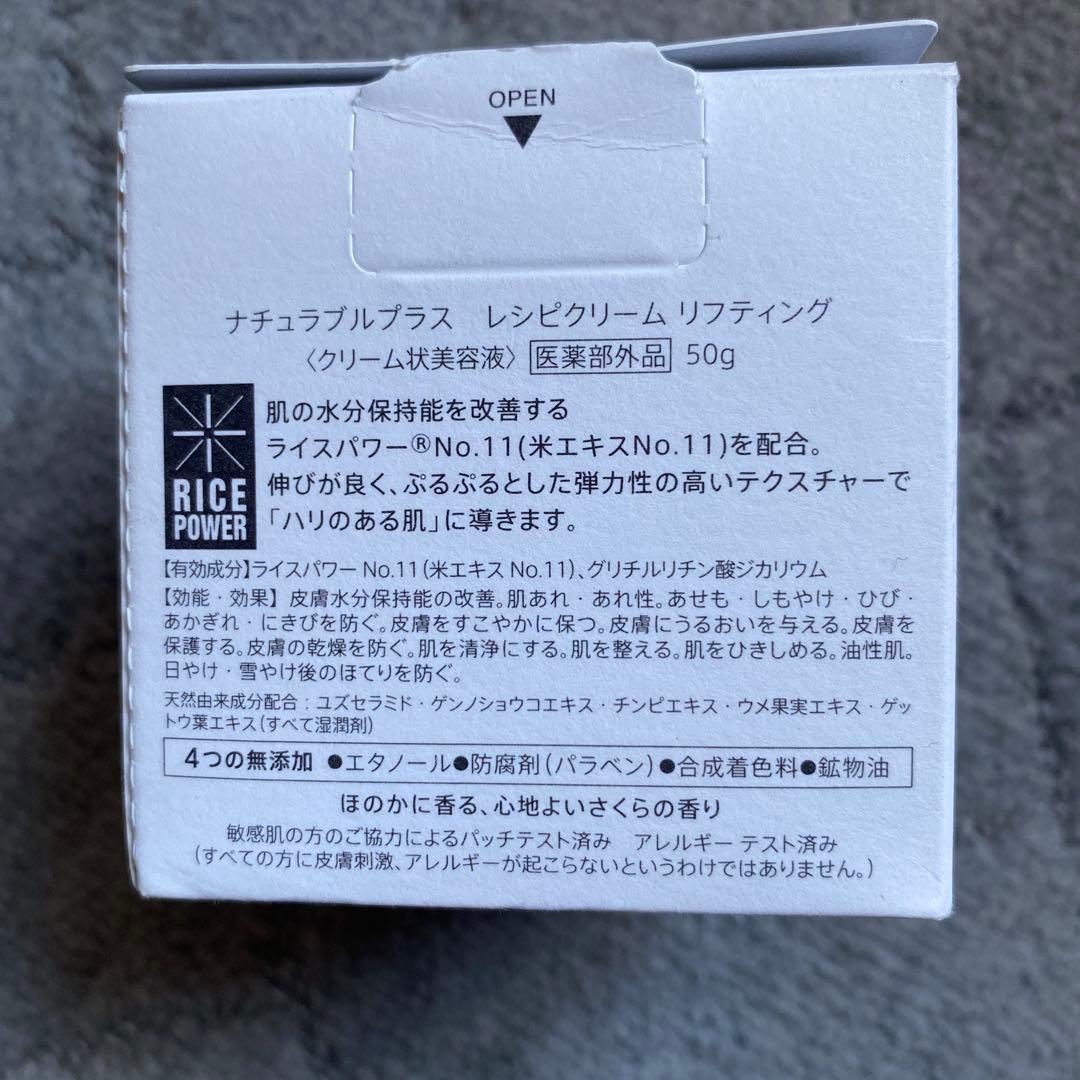 OPEN
ナチュラブルプラス　レシピクリーム リフティング
〈クリーム状美容液〉 医薬部外品 50g
RICE
POWER
肌の水分保持能を改善する
ライスパワー®No.11(米エキスNo.11)を配合。
伸びが良く、ぷるぷるとした弾力性の高いテクスチャーで
「ハリのある肌」に導きます。
【有効成分】ライスパワー No.11(米エキス No.11)、グリチルリチン酸ジカリウム
【効能・効果】 皮膚水分保持能の改善。肌あれ・あれ性。あせも・しもやけ・ひび・
あかぎれ・にきびを防ぐ。皮膚をすこやかに保つ。皮膚にうるおいを与える。皮膚を
保護する。皮膚の乾燥を防ぐ。肌を清浄にする。肌を整える。肌をひきしめる。油性肌。
日やけ・雪やけ後のほてりを防ぐ。
天然由来成分配合：ユズセラミド・ゲンノショウコエキス・チンピエキス・ウメ果実エキス・ゲッ
トウ葉エキス(すべて湿潤剤)
4つの無添加 ●エタノール●防腐剤(パラベン)●合成着色料●鉱物油
ほのかに香る、心地よいさくらの香り
敏感肌の方のご協力によるパッチテスト済み　アレルギー テスト済み
(すべての方に皮膚刺激、アレルギーが起こらないというわけではありません。)